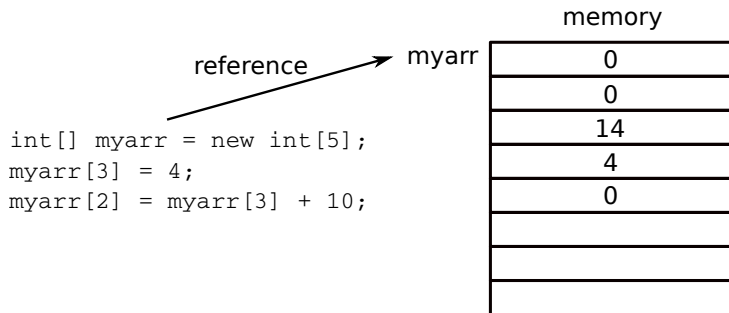 memory
reference
myarr
0
0
14
4
0
int[] myarr = new int[5];
myarr[3] = 4;
myarr[2] = myarr[3] + 10;